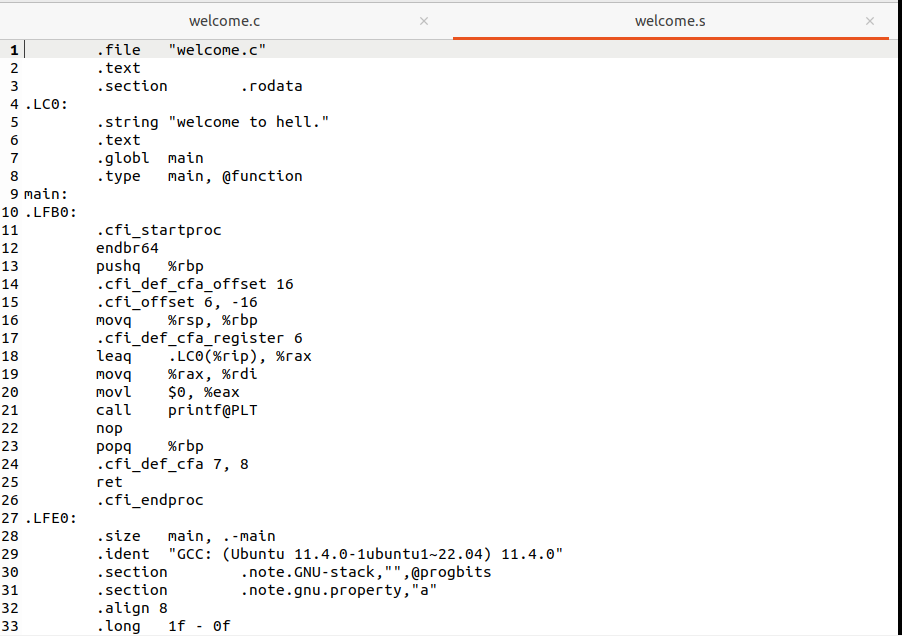 welcome.c × welcome.s ×
1 .file "welcome.c"
2 .text
3 .section .rodata
4 .LC0:
5 .string "welcome to hell."
6 .text
7 .globl main
8 .type main, @function
9 main:
10 .LFB0:
11 .cfi_startproc
12 endbr64
13 pushq %rbp
14 .cfi_def_cfa_offset 16
15 .cfi_offset 6, -16
16 movq %rsp, %rbp
17 .cfi_def_cfa_register 6
18 leaq .LC0(%rip), %rax
19 movq %rax, %rdi
20 movl $0, %eax
21 call printf@PLT
22 nop
23 popq %rbp
24 .cfi_def_cfa 7, 8
25 ret
26 .cfi_endproc
27 .LFE0:
28 .size main, .-main
29 .ident "GCC: (Ubuntu 11.4.0-1ubuntu1~22.04) 11.4.0"
30 .section .note.GNU-stack,"",@progbits
31 .section .note.gnu.property,"a"
32 .align 8
33 .long 1f - 0f